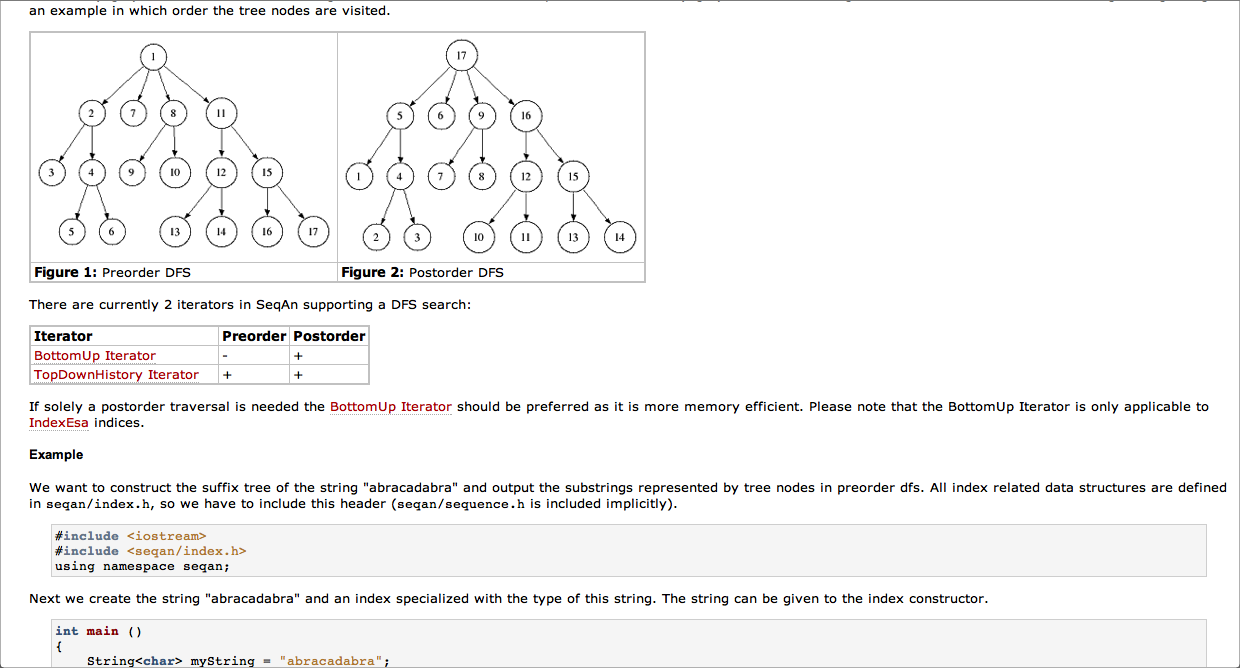 an example in which order the tree nodes are visited.
1
2 7 8 11
3 4 9 10 12 15
5 6 13 14 16 17
Figure 1: Preorder DFS
17
5 6 9 16
1 4 7 8 12 15
2 3 10 11 13 14
Figure 2: Postorder DFS
There are currently 2 iterators in SeqAn supporting a DFS search:
Iterator Preorder Postorder
BottomUp Iterator - +
TopDownHistory Iterator + +
If solely a postorder traversal is needed the BottomUp Iterator should be preferred as it is more memory efficient. Please note that the BottomUp Iterator is only applicable to
IndexEsa indices.
Example
We want to construct the suffix tree of the string "abracadabra" and output the substrings represented by tree nodes in preorder dfs. All index related data structures are defined
in seqan/index.h, so we have to include this header (seqan/sequence.h is included implicitly).
#include <iostream>
#include <seqan/index.h>
using namespace seqan;
Next we create the string "abracadabra" and an index specialized with the type of this string. The string can be given to the index constructor.
int main ()
{
String<char> myString = "abracadabra";